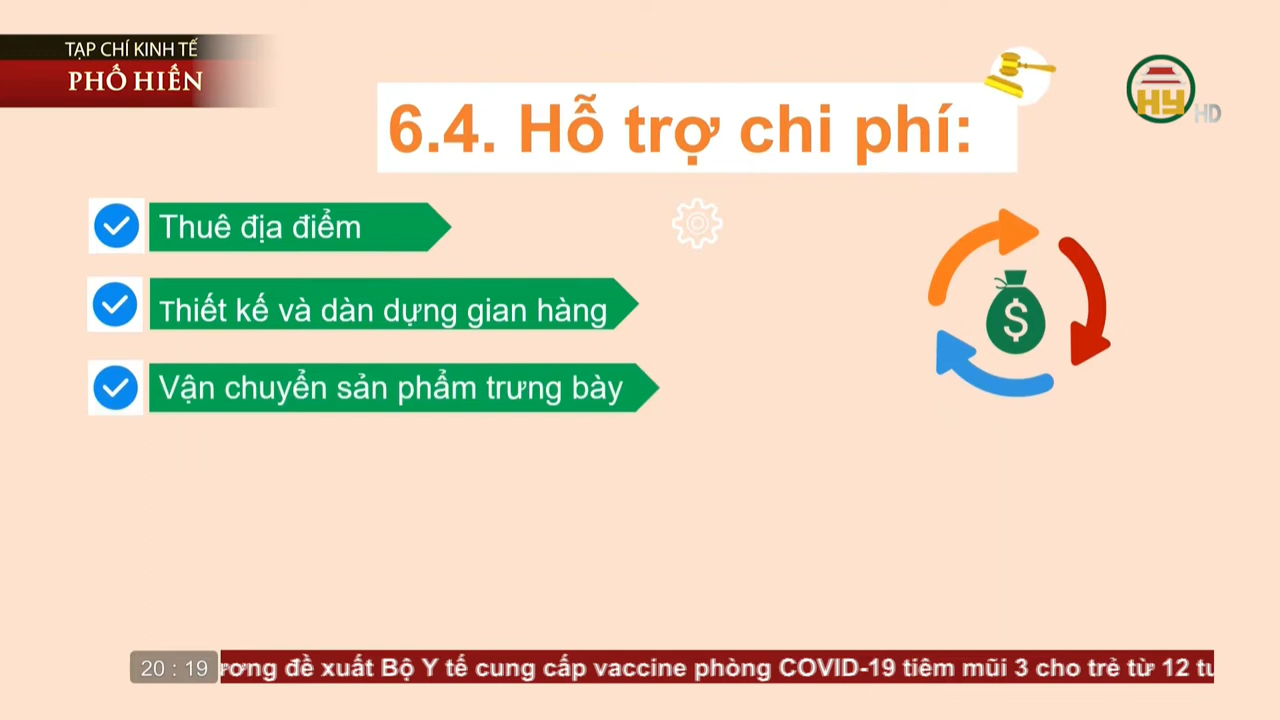 TẠP CHÍ KINH TẾ
PHỐ HIẾN
HY HD
6.4. Hỗ trợ chi phí:
Thuê địa điểm
Thiết kế và dàn dựng gian hàng
Vận chuyển sản phẩm trưng bày
$
20 : 19
ương đề xuất Bộ Y tế cung cấp vaccine phòng COVID-19 tiêm mũi 3 cho trẻ từ 12